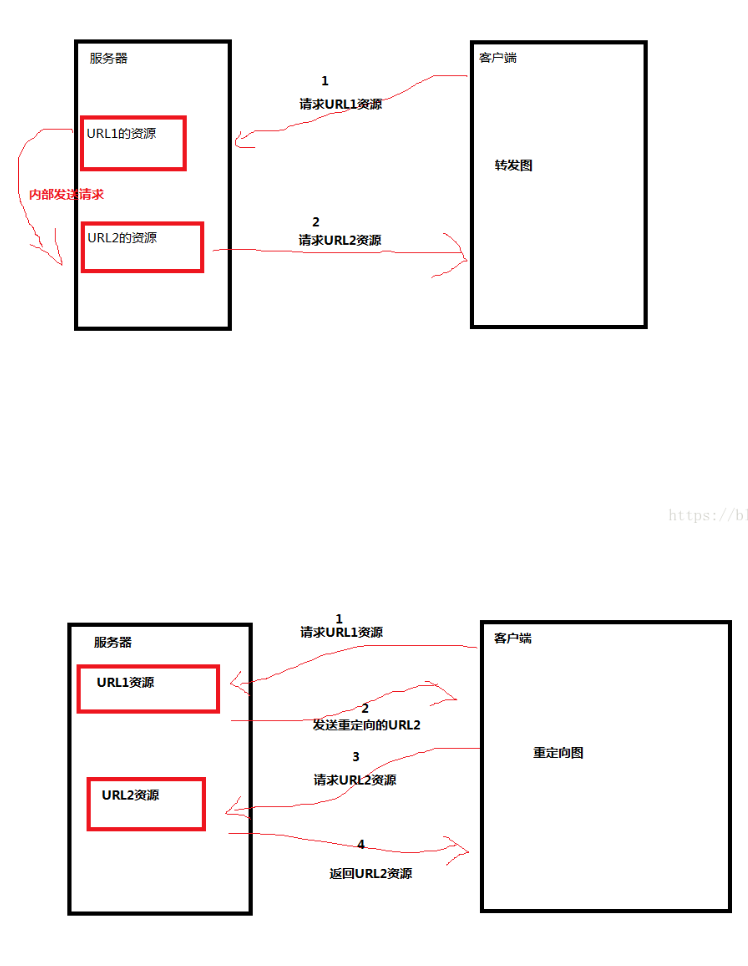 服务器
客户端
1
请求URL1资源
URL1的资源
转发图
内部发送请求
2
URL2的资源
请求URL2资源
https://bl
1
服务器
请求URL1资源
客户端
URL1资源
2
发送重定向的URL2
3
重定向图
请求URL2资源
URL2资源
4
返回URL2资源